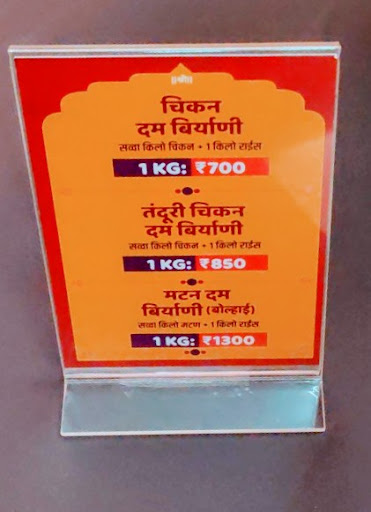 चिकन
दम बिर्याणी
सव्वा किलो चिकन + 1 किलो राईस
1 KG: ₹700
तंदूरी चिकन
दम बिर्याणी
सव्वा किलो चिकन + 1 किलो राईस
1 KG: ₹850
मटन दम
बिर्याणी (बोल्हाई)
सव्वा किलो मटण + 1 किलो राईस
1 KG: ₹1300